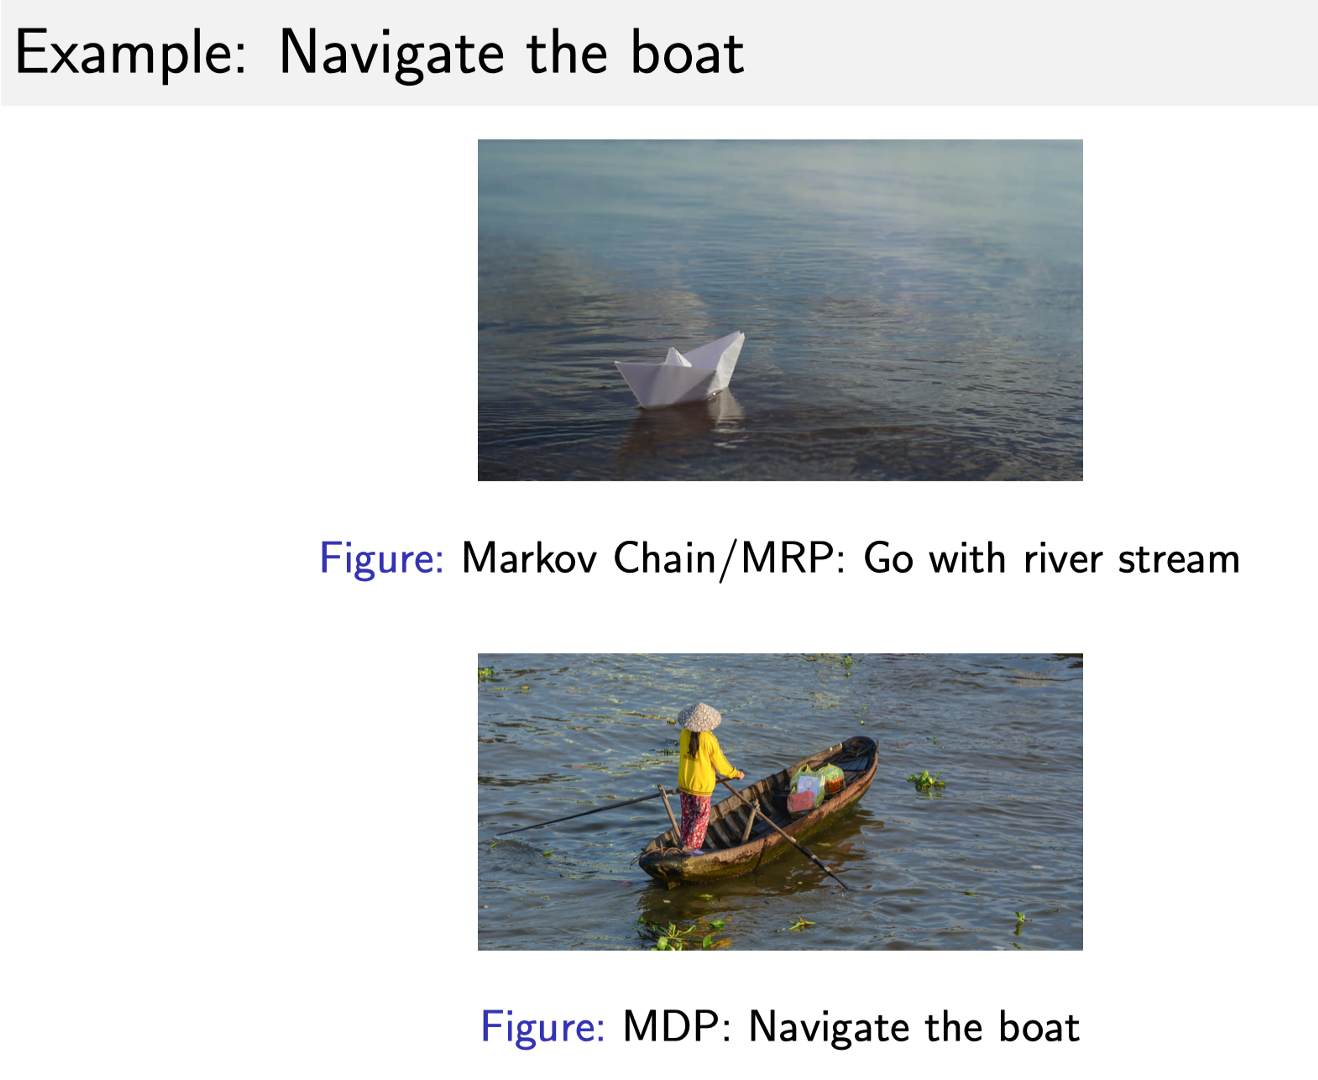 Example: Navigate the boat
Figure: Markov Chain/MRP: Go with river stream
Figure: MDP: Navigate the boat